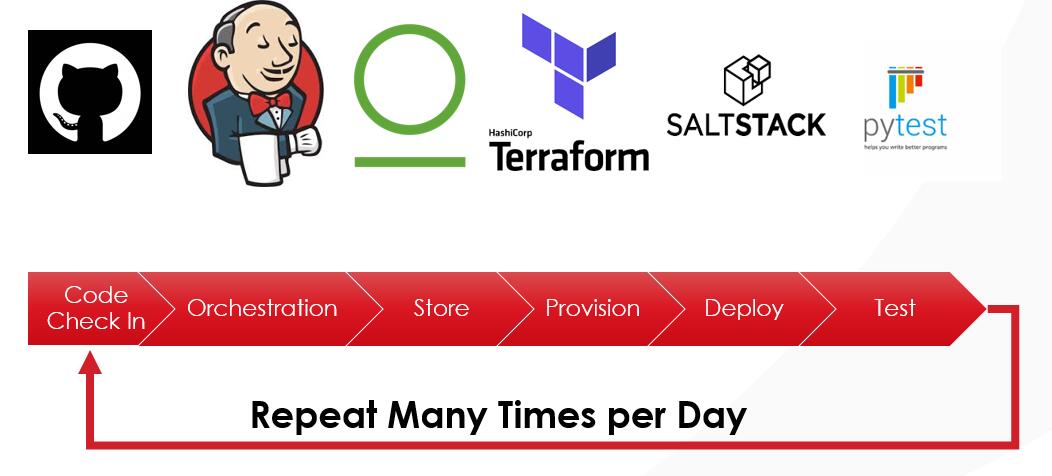 HashiCorp
Terraform
SALTSTACK
pytest
helps you write better programs
Code
Check In
Orchestration
Store
Provision
Deploy
Test
Repeat Many Times per Day